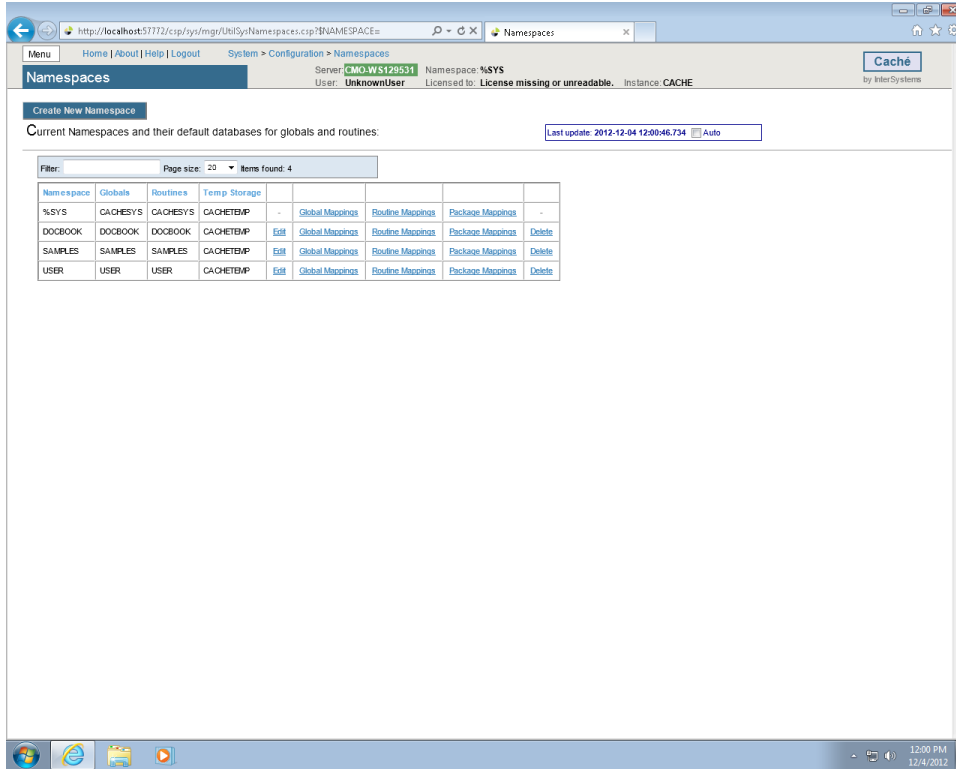 http://localhost:57772/csp/sys/mgr/UtilSysNamespaces.csp?$NAMESPACE=
Namespaces
Menu Home | About | Help | Logout System > Configuration > Namespaces
Namespaces
Server: CMO-WS129531 Namespace: %SYS
User: UnknownUser Licensed to: License missing or unreadable. Instance: CACHE
Caché
by InterSystems
Create New Namespace
Current Namespaces and their default databases for globals and routines:
Last update: 2012-12-04 12:00:46.734 Auto
Filter: Page size: 20 Items found: 4
Namespace Globals Routines Temp Storage
%SYS CACHESYS CACHESYS CACHETEMP - Global Mappings Routine Mappings Package Mappings -
DOCBOOK DOCBOOK DOCBOOK CACHETEMP Edit Global Mappings Routine Mappings Package Mappings Delete
SAMPLES SAMPLES SAMPLES CACHETEMP Edit Global Mappings Routine Mappings Package Mappings Delete
USER USER USER CACHETEMP Edit Global Mappings Routine Mappings Package Mappings Delete
12:00 PM
12/4/2012